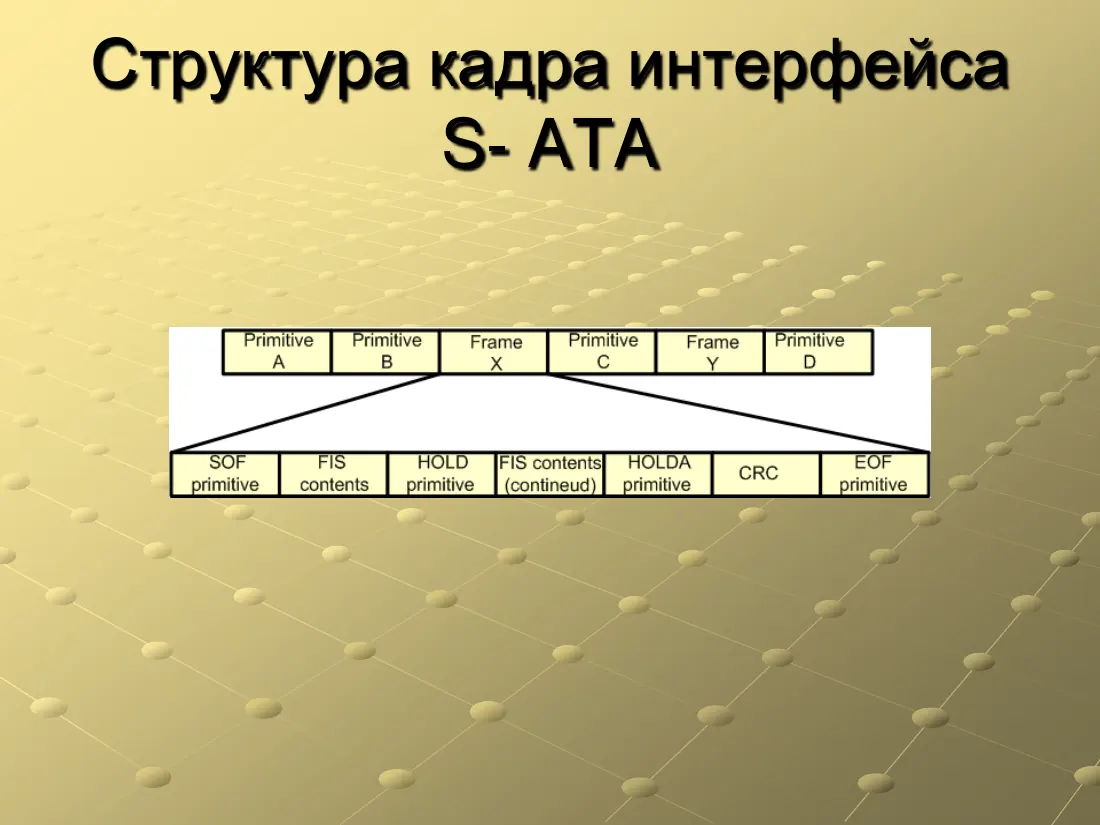 Структура кадра интерфейса
S- ATA
Primitive A
Primitive B
Frame X
Primitive C
Frame Y
Primitive D
SOF primitive
FIS contents
HOLD primitive
FIS contents (contineud)
HOLDA primitive
CRC
EOF primitive